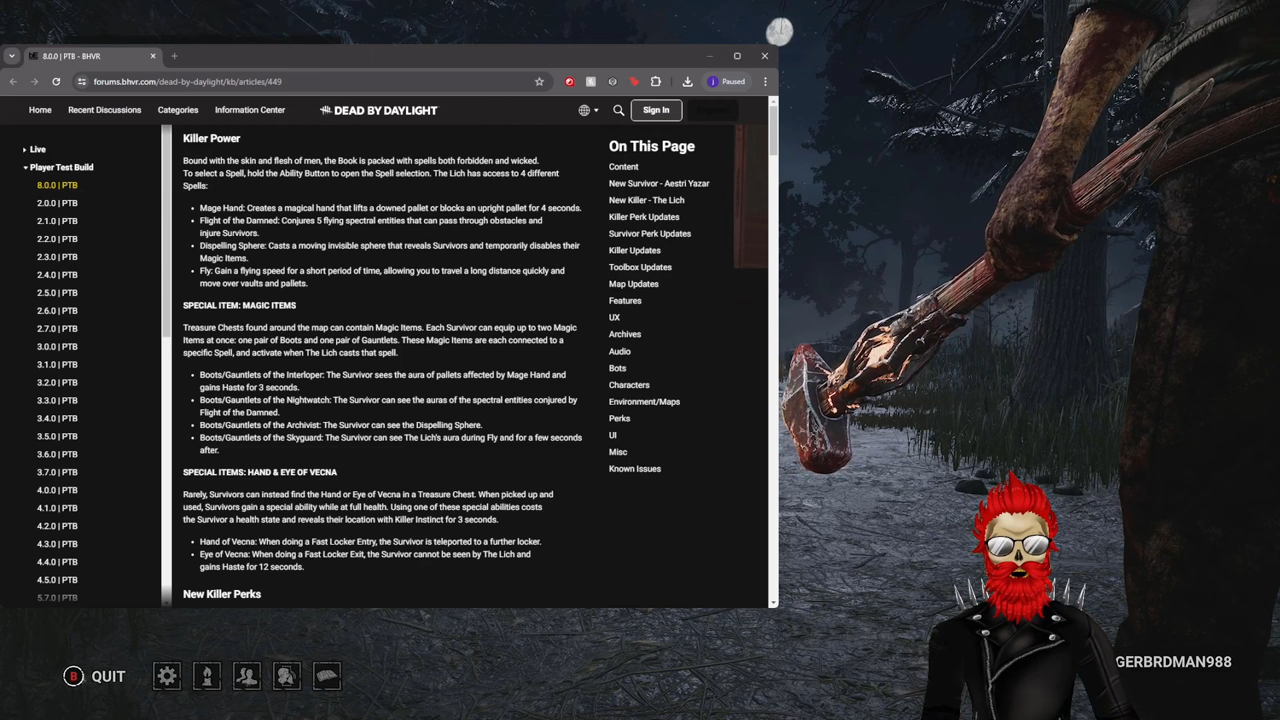 8.0.0 | PTB - BHVR
forums.bhvr.com/dead-by-daylight/kb/articles/449
Paused
Home
Recent Discussions
Categories
Information Center
DEAD BY DAYLIGHT
Sign In
Live
Player Test Build
8.0.0 | PTB
2.0.0 | PTB
2.1.0 | PTB
2.2.0 | PTB
2.3.0 | PTB
2.4.0 | PTB
2.5.0 | PTB
2.6.0 | PTB
2.7.0 | PTB
3.0.0 | PTB
3.1.0 | PTB
3.2.0 | PTB
3.3.0 | PTB
3.4.0 | PTB
3.5.0 | PTB
3.6.0 | PTB
3.7.0 | PTB
4.0.0 | PTB
4.1.0 | PTB
4.2.0 | PTB
4.3.0 | PTB
4.4.0 | PTB
4.5.0 | PTB
5.7.0 | PTB
Killer Power
Bound with the skin and flesh of men, the Book is packed with spells both forbidden and wicked.
To select a Spell, hold the Ability Button to open the Spell selection. The Lich has access to 4 different
Spells:
• Mage Hand: Creates a magical hand that lifts a downed pallet or blocks an upright pallet for 4 seconds.
• Flight of the Damned: Conjures 5 flying spectral entities that can pass through obstacles and
injure Survivors.
• Dispelling Sphere: Casts a moving invisible sphere that reveals Survivors and temporarily disables their
Magic Items.
• Fly: Gain a flying speed for a short period of time, allowing you to travel a long distance quickly and
move over vaults and pallets.
SPECIAL ITEM: MAGIC ITEMS
Treasure Chests found around the map can contain Magic Items. Each Survivor can equip up to two Magic
Items at once: one pair of Boots and one pair of Gauntlets. These Magic Items are each connected to a
specific Spell, and activate when The Lich casts that spell.
• Boots/Gauntlets of the Interloper: The Survivor sees the aura of pallets affected by Mage Hand and
gains Haste for 3 seconds.
• Boots/Gauntlets of the Nightwatch: The Survivor can see the auras of the spectral entities conjured by
Flight of the Damned.
• Boots/Gauntlets of the Archivist: The Survivor can see the Dispelling Sphere.
• Boots/Gauntlets of the Skyguard: The Survivor can see The Lich's aura during Fly and for a few seconds
after.
SPECIAL ITEMS: HAND & EYE OF VECNA
Rarely, Survivors can instead find the Hand or Eye of Vecna in a Treasure Chest. When picked up and
used, Survivors gain a special ability while at full health. Using one of these special abilities costs
the Survivor a health state and reveals their location with Killer Instinct for 3 seconds.
• Hand of Vecna: When doing a Fast Locker Entry, the Survivor is teleported to a further locker.
• Eye of Vecna: When doing a Fast Locker Exit, the Survivor cannot be seen by The Lich and
gains Haste for 12 seconds.
New Killer Perks
On This Page
Content
New Survivor - Aestri Yazar
New Killer - The Lich
Killer Perk Updates
Survivor Perk Updates
Killer Updates
Toolbox Updates
Map Updates
Features
UX
Archives
Audio
Bots
Characters
Environment/Maps
Perks
UI
Misc
Known Issues
B QUIT
GERBRDMAN988